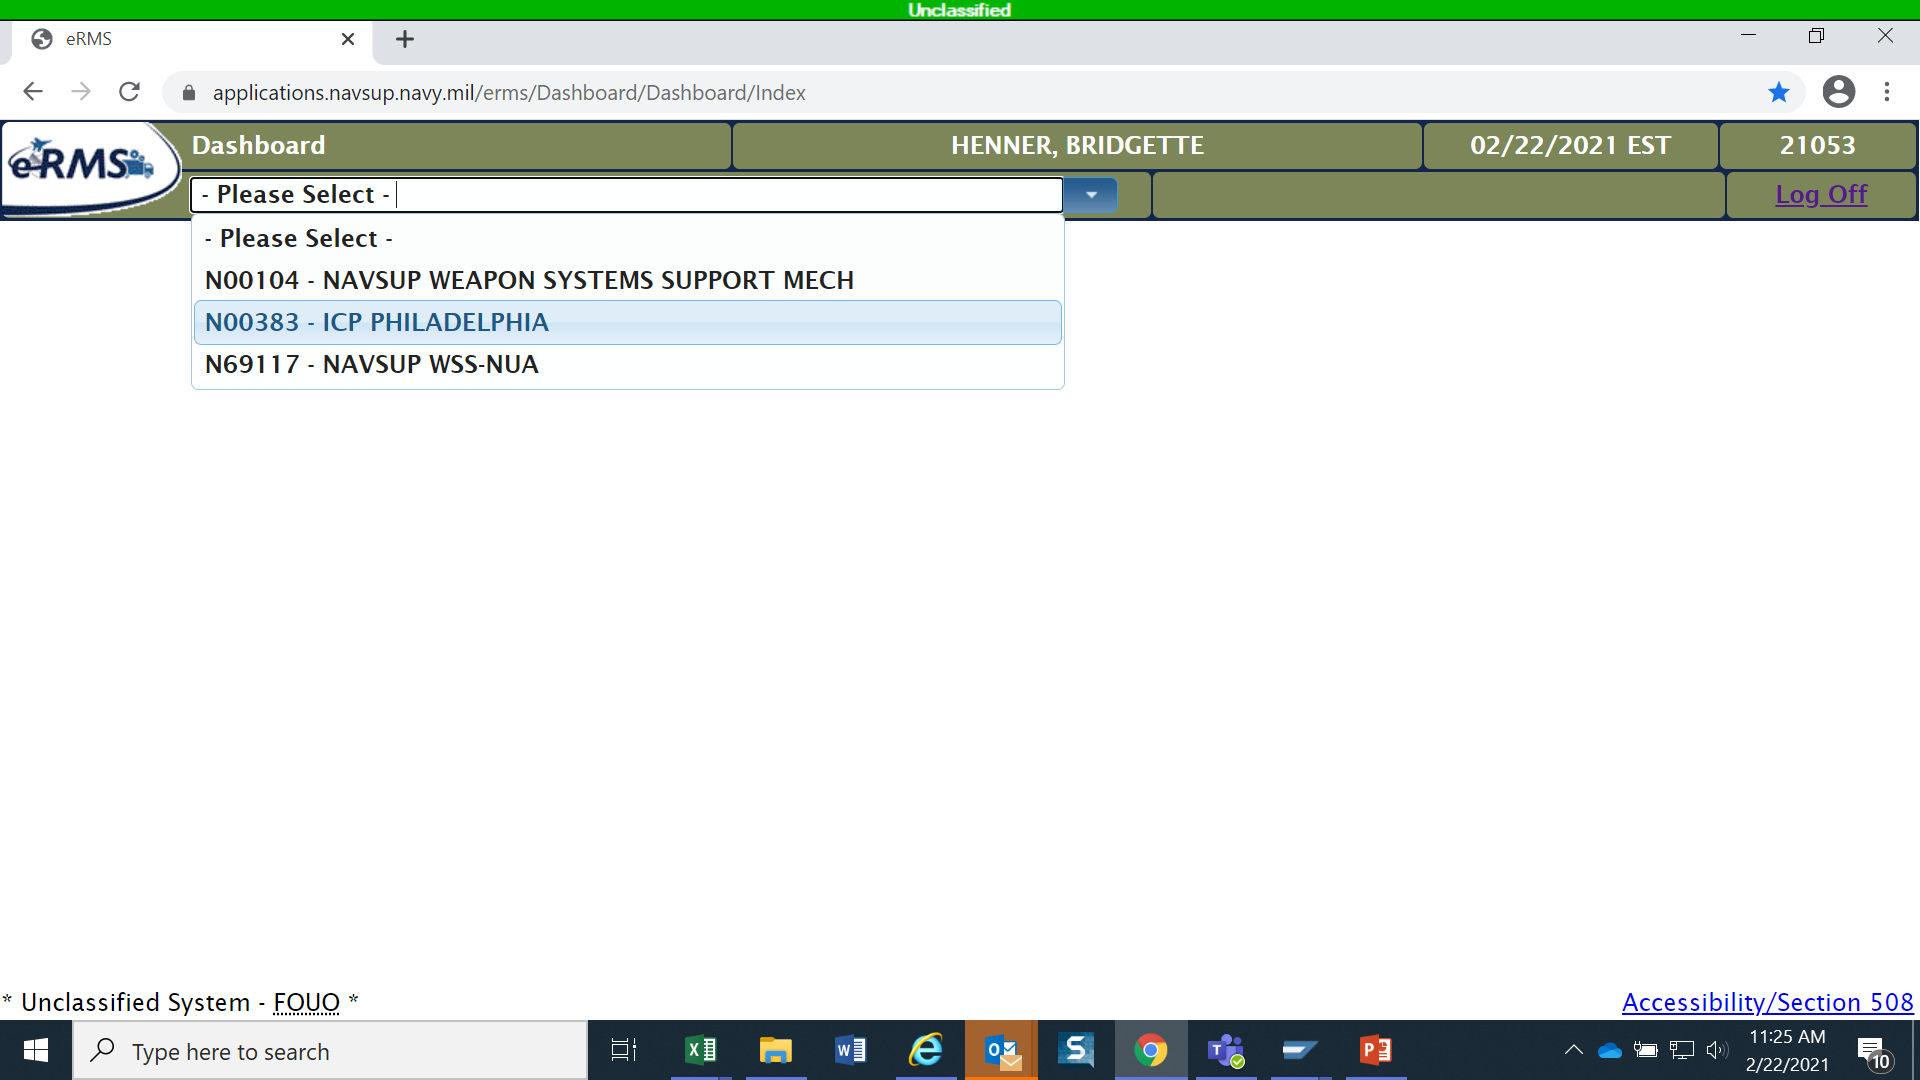 Unclassified
eRMS
applications.navsup.navy.mil/erms/Dashboard/Dashboard/Index
eRMS
Dashboard
HENNER, BRIDGETTE
02/22/2021 EST
21053
- Please Select -
Log Off
- Please Select -
N00104 - NAVSUP WEAPON SYSTEMS SUPPORT MECH
N00383 - ICP PHILADELPHIA
N69117 - NAVSUP WSS-NUA
* Unclassified System - FOUO *
Accessibility/Section 508
Type here to search
11:25 AM
2/22/2021
10